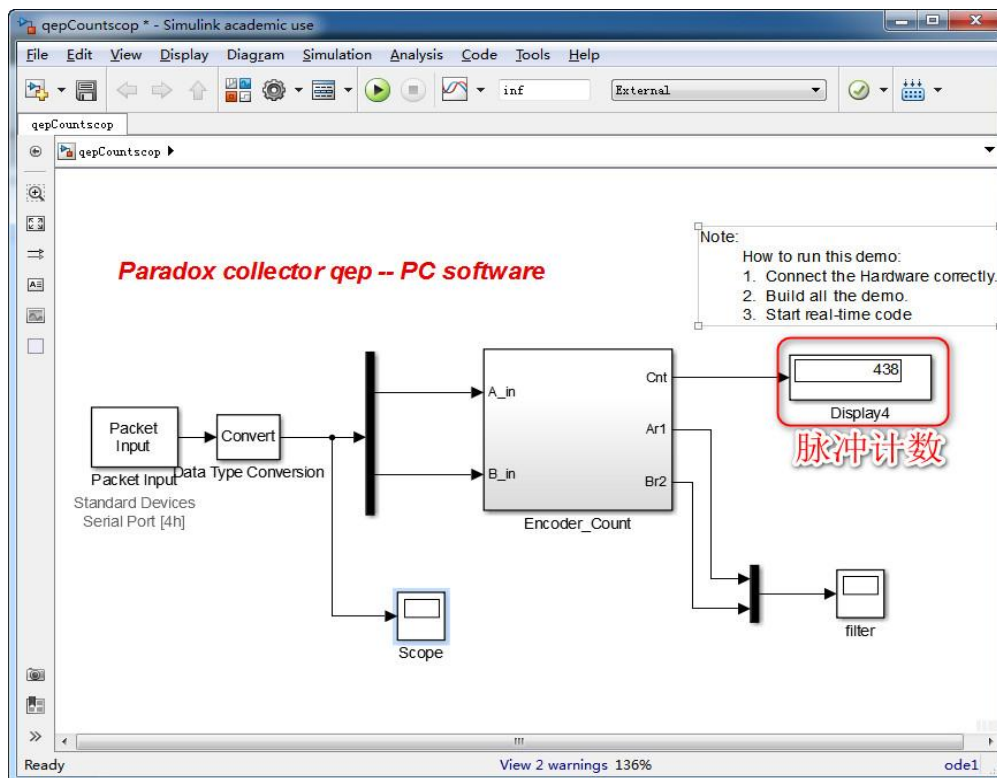 qepCountscop * - Simulink academic use
File Edit View Display Diagram Simulation Analysis Code Tools Help
inf External
qepCountscop
qepCountscop
Note:
How to run this demo:
1. Connect the Hardware correctly.
2. Build all the demo.
3. Start real-time code
Paradox collector qep -- PC software
438
Display4
脉冲计数
Packet
Input
Packet Input
Standard Devices
Serial Port [4h]
Convert
Data Type Conversion
A_in
B_in
Cnt
Ar1
Br2
Encoder_Count
Scope
filter
Ready View 2 warnings 136% ode1